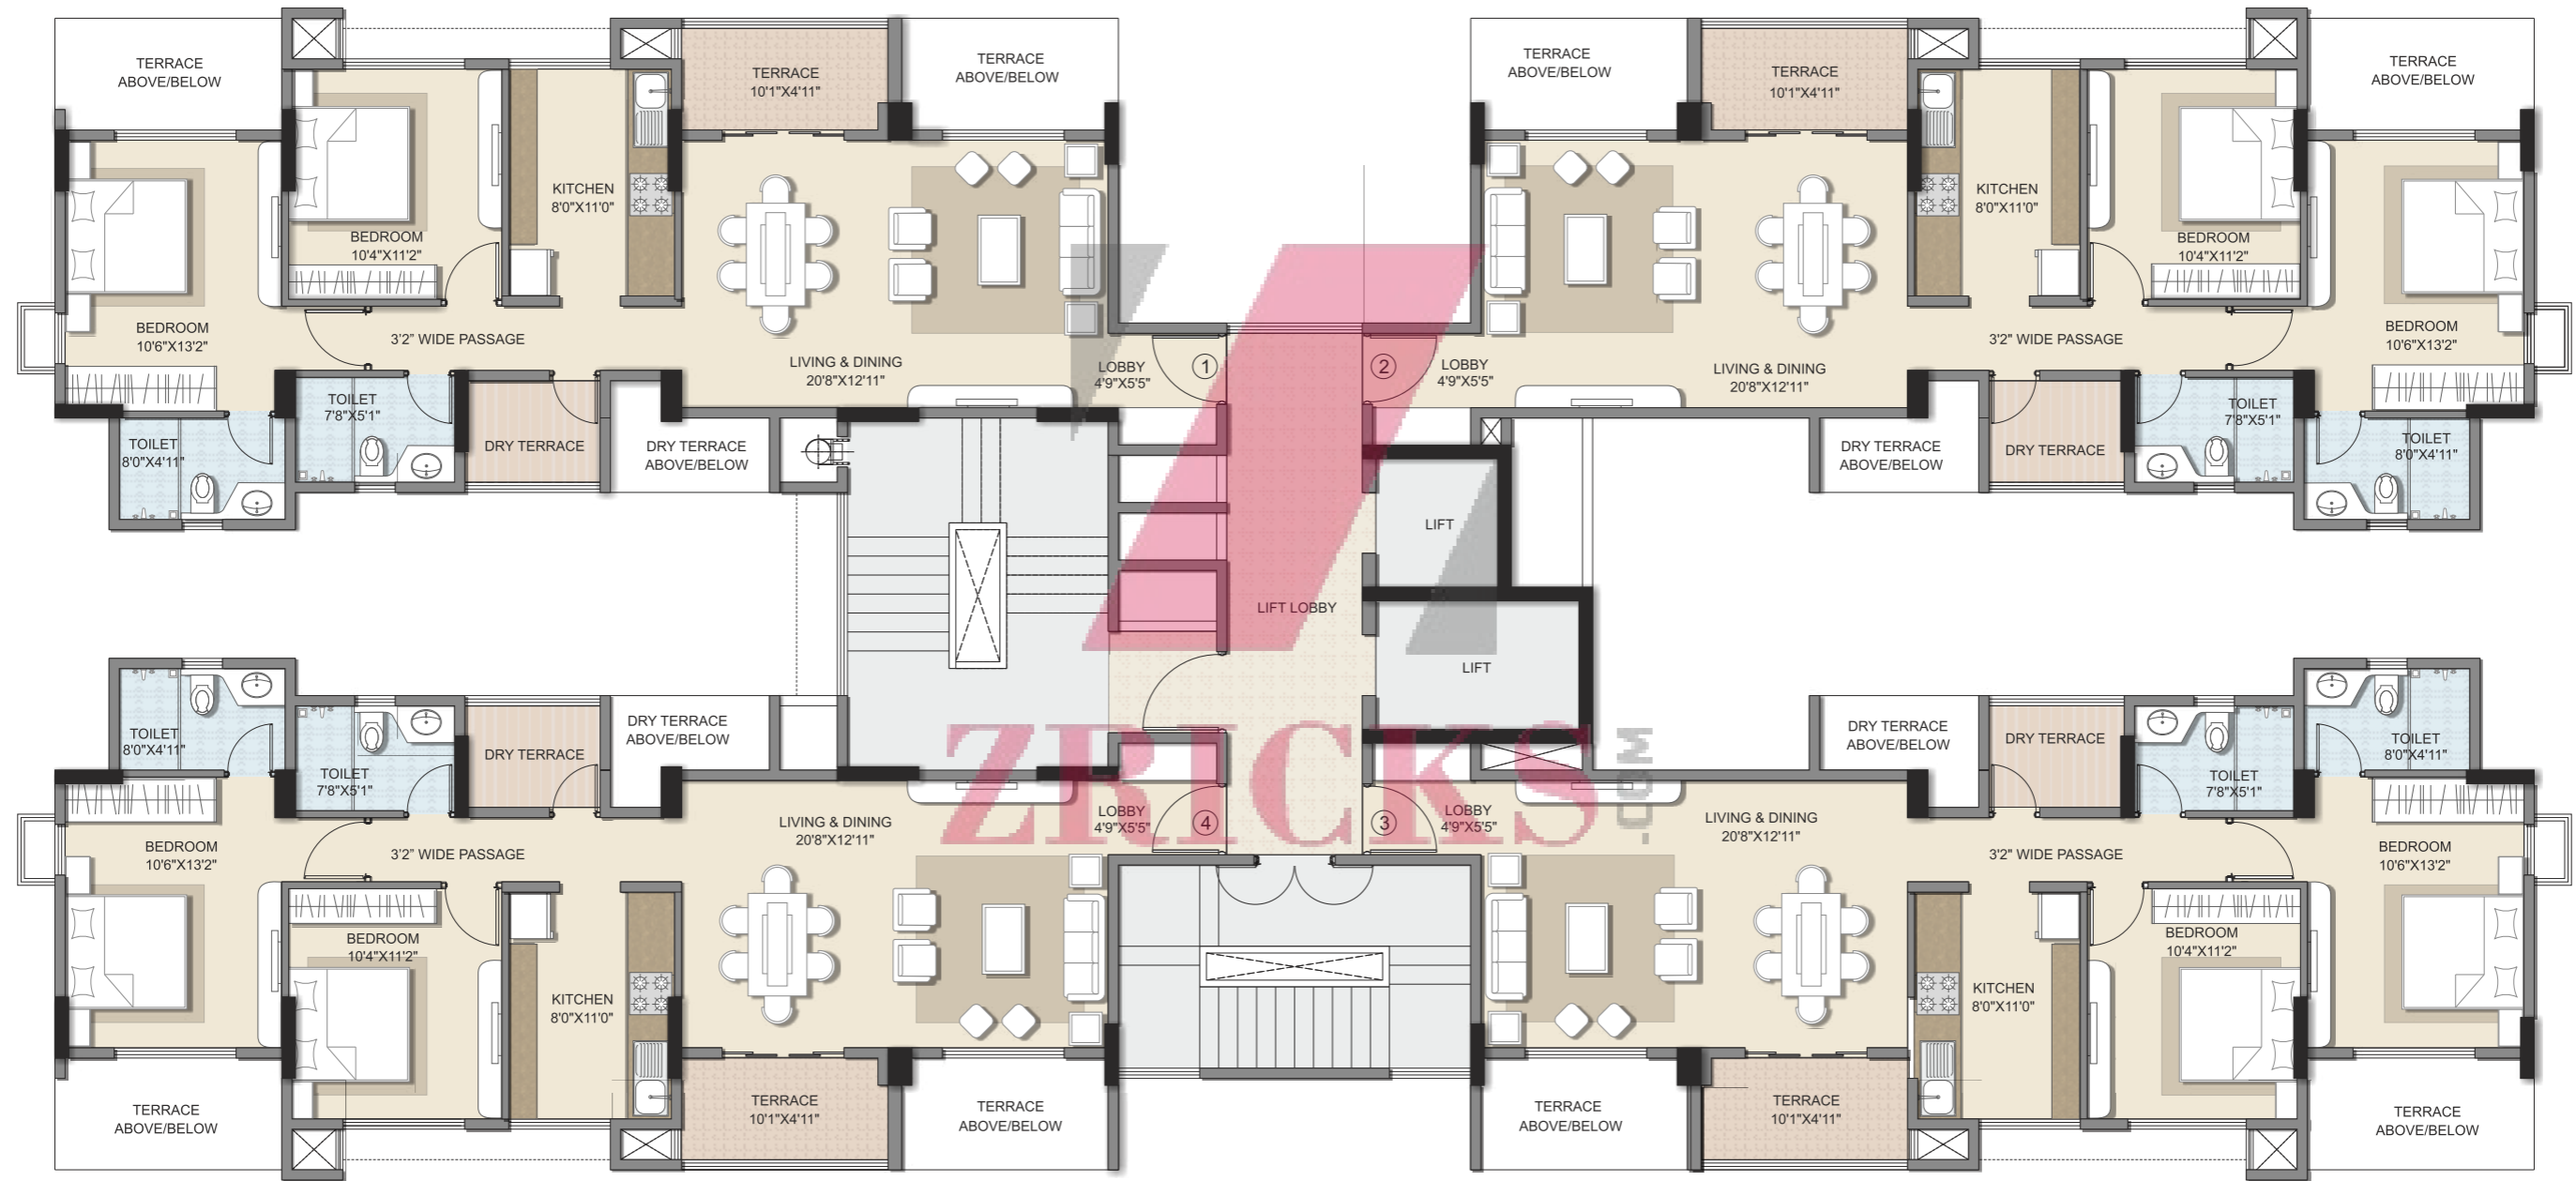 TERRACE
ABOVE/BELOW
TERRACE
10'1"X4'11"
TERRACE
ABOVE/BELOW
TERRACE
ABOVE/BELOW
TERRACE
10'1"X4'11"
TERRACE
ABOVE/BELOW
BEDROOM
10'4"X11'2"
KITCHEN
8'0"X11'0"
KITCHEN
8'0"X11'0"
BEDROOM
10'4"X11'2"
BEDROOM
10'6"X13'2"
3'2" WIDE PASSAGE
LIVING & DINING
20'8"X12'11"
LOBBY
4'9"X5'5"
1
2
LOBBY
4'9"X5'5"
LIVING & DINING
20'8"X12'11"
3'2" WIDE PASSAGE
BEDROOM
10'6"X13'2"
TOILET
8'0"X4'11"
TOILET
7'8"X5'1"
DRY TERRACE
DRY TERRACE
ABOVE/BELOW
DRY TERRACE
ABOVE/BELOW
DRY TERRACE
TOILET
7'8"X5'1"
TOILET
8'0"X4'11"
LIFT
LIFT LOBBY
LIFT
TOILET
8'0"X4'11"
TOILET
7'8"X5'1"
DRY TERRACE
DRY TERRACE
ABOVE/BELOW
DRY TERRACE
ABOVE/BELOW
DRY TERRACE
TOILET
7'8"X5'1"
TOILET
8'0"X4'11"
ZRICKS
.COM
BEDROOM
10'6"X13'2"
3'2" WIDE PASSAGE
LIVING & DINING
20'8"X12'11"
LOBBY
4'9"X5'5"
4
3
LOBBY
4'9"X5'5"
LIVING & DINING
20'8"X12'11"
3'2" WIDE PASSAGE
BEDROOM
10'6"X13'2"
BEDROOM
10'4"X11'2"
KITCHEN
8'0"X11'0"
KITCHEN
8'0"X11'0"
BEDROOM
10'4"X11'2"
TERRACE
ABOVE/BELOW
TERRACE
10'1"X4'11"
TERRACE
ABOVE/BELOW
TERRACE
ABOVE/BELOW
TERRACE
10'1"X4'11"
TERRACE
ABOVE/BELOW